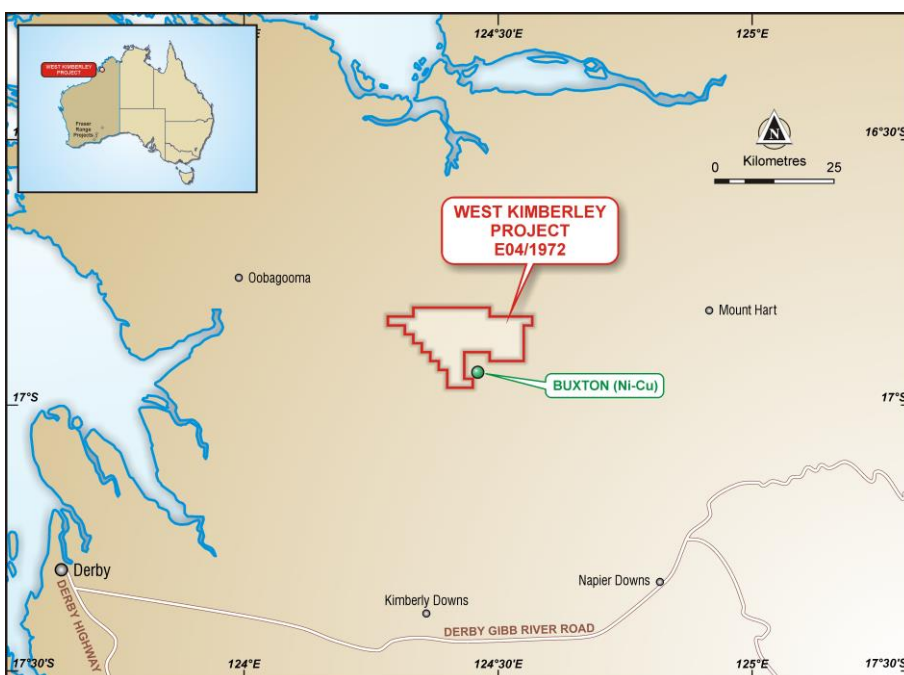 124°30'E
125°E
WEST KIMBERLEY
PROJECT
Fraser
Range
Projects
16°30'S
N
Kilometres
0
25
WEST KIMBERLEY
PROJECT
E04/1972
Oobagooma
Mount Hart
BUXTON (Ni-Cu)
17°S
17°S
Derby
DERBY HIGHWAY
Kimberly Downs
Napier Downs
DERBY GIBB RIVER ROAD
17°30'S
124°E
124°30'E
125°E
17°30'S